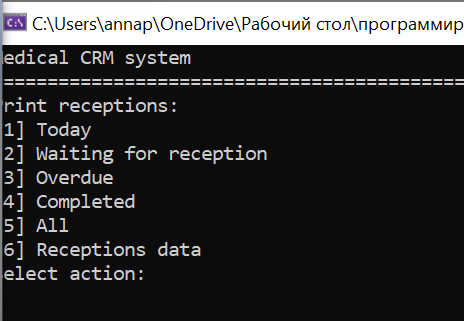 C:\Users\annap\OneDrive\Рабочий стол\программир
edical CRM system
==========================================
rint receptions:
1] Today
2] Waiting for reception
3] Overdue
4] Completed
5] All
6] Receptions data
elect action: